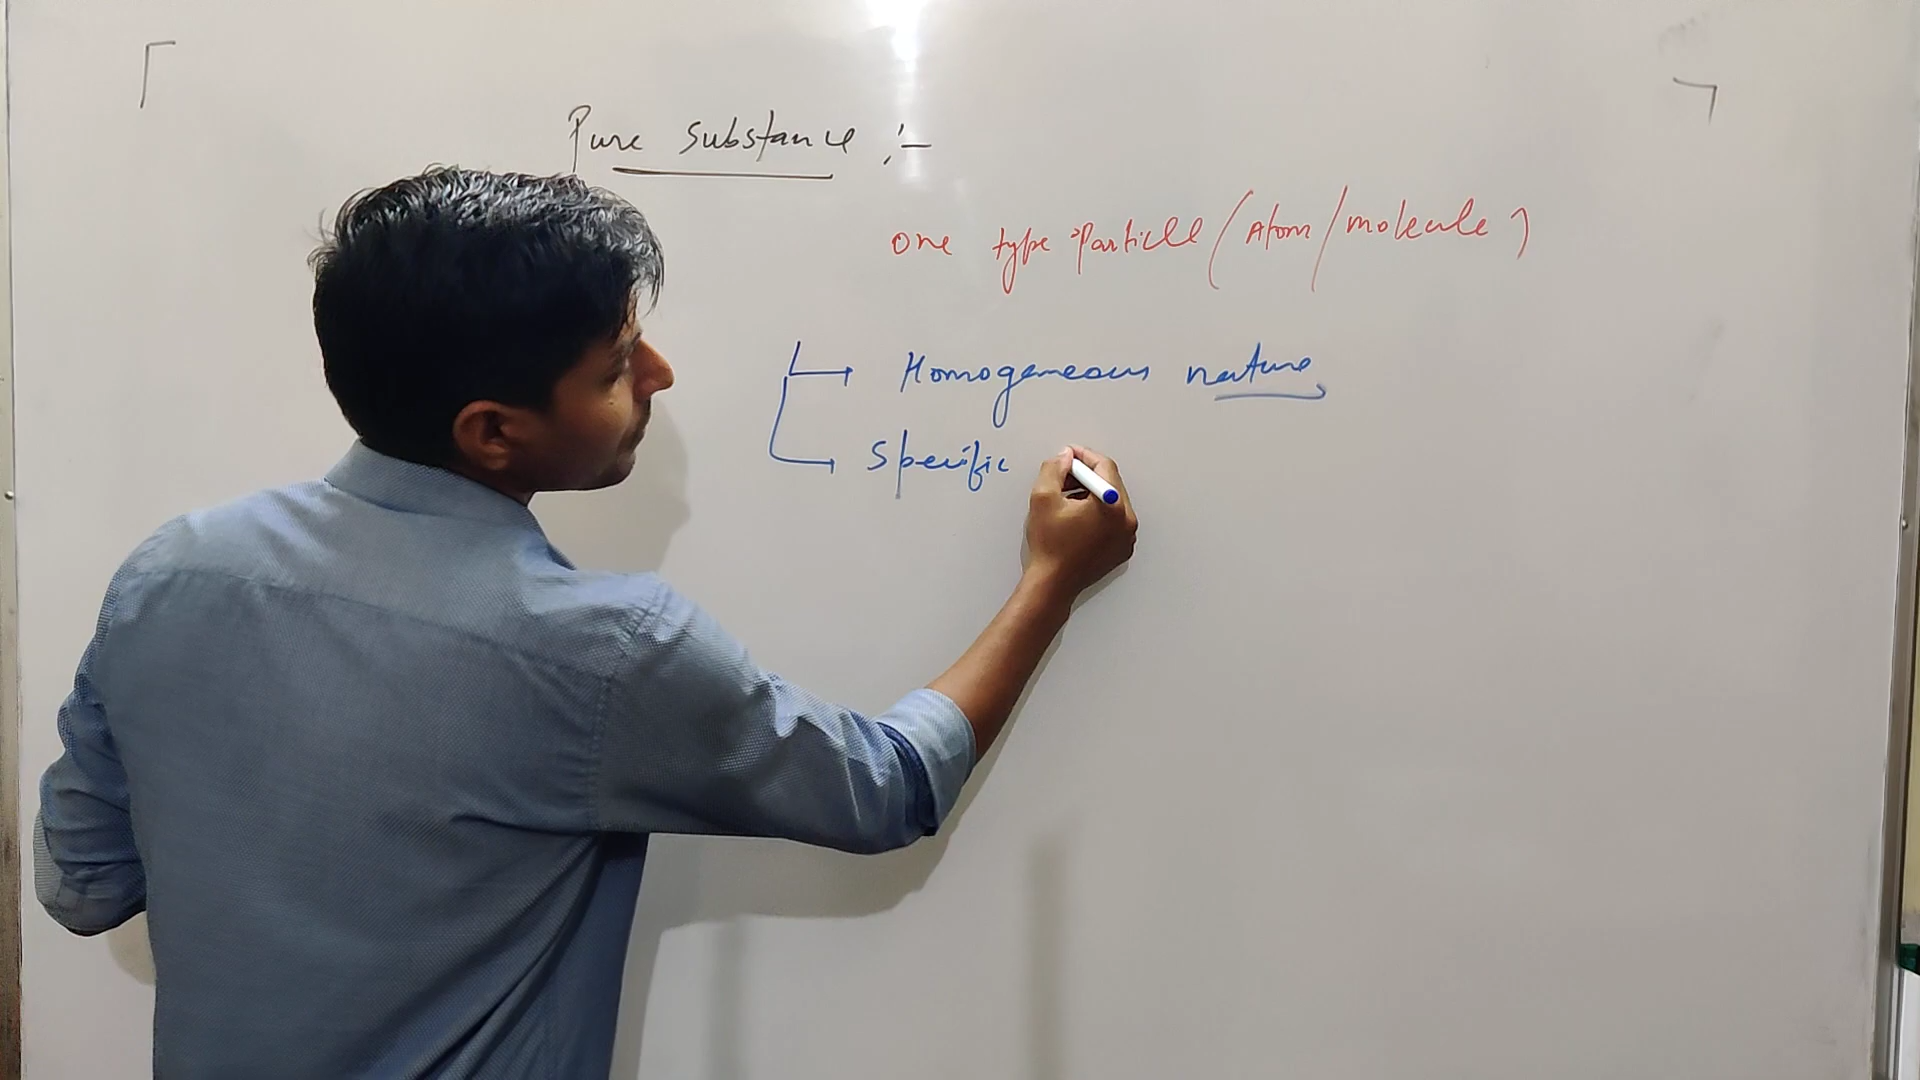 Pure Substance :-
one type Particle (Atom/molecule)
Homogeneous nature
Specific